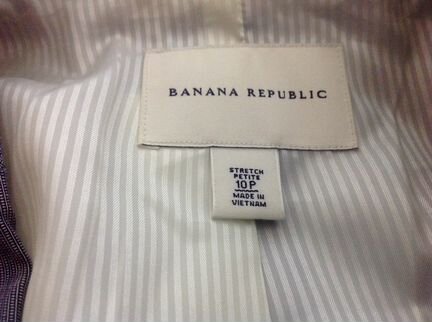 BANANA REPUBLIC
STRETCH
PETITE
10P
MADE IN
VIETNAM